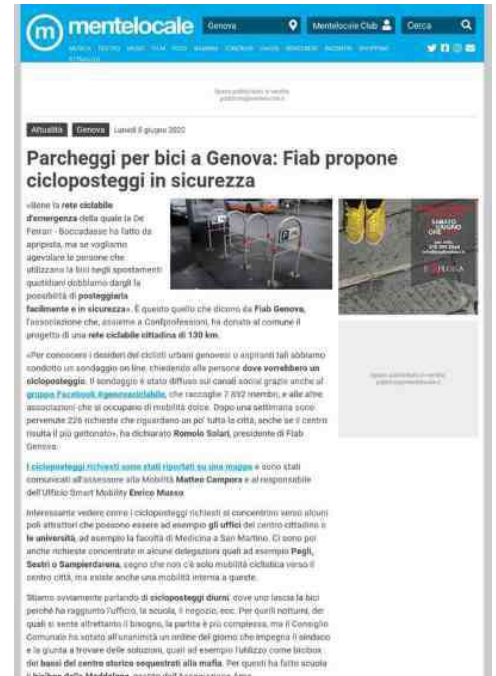 mentelocale
Genova
Mentelocale Club
Cerca
Attualità Genova Lunedì 8 giugno 2020
Parcheggi per bici a Genova: Fiab propone
cicloposteggi in sicurezza
«Bene la rete ciclabile
d'emergenza della quale la De
Ferrari - Boccadasse ha fatto da
apripista, ma se vogliamo
agevolare le persone che
utilizzano la bici negli spostamenti
quotidiani dobbiamo dargli la
possibilità di posteggiarla
facilmente e in sicurezza». È questo quello che dicono da Fiab Genova,
l'associazione che, assieme a Confprofessioni, ha donato al comune il
progetto di una rete ciclabile cittadina di 130 km.
«Per conoscere i desideri dei ciclisti urbani genovesi o aspiranti tali abbiamo
condotto un sondaggio on line, chiedendo alle persone dove vorrebbero un
cicloposteggio. Il sondaggio è stato diffuso sui canali social grazie anche al
gruppo Facebook #genovaciclabile, che raccoglie 7.892 membri, e alle altre
associazioni che si occupano di mobilità dolce. Dopo una settimana sono
pervenute 226 richieste che riguardano un po' tutta la città, anche se il centro
risulta il più gettonato», ha dichiarato Romolo Solari, presidente di Fiab
Genova.
I cicloposteggi richiesti sono stati riportati su una mappa e sono stati
comunicati all'assessore alla Mobilità Matteo Campora e al responsabile
dell'Ufficio Smart Mobility Enrico Musso.
Interessante vedere come i cicloposteggi richiesti si concentrino verso alcuni
poli attrattori che possono essere ad esempio gli uffici del centro cittadino o
le università, ad esempio la facoltà di Medicina a San Martino. Ci sono poi
anche richieste concentrate in alcune delegazioni quali ad esempio Pegli,
Sestri o Sampierdarena, segno che non c'è solo mobilità ciclistica verso il
centro città, ma esiste anche una mobilità interna a queste.
Stiamo ovviamente parlando di cicloposteggi diurni, dove uno lascia la bici
perché ha raggiunto l'ufficio, la scuola, il negozio, ecc. Per quelli notturni, dei
quali si sente altrettanto il bisogno, la partita è più complessa, ma il Consiglio
Comunale ha votato all'unanimità un ordine del giorno che impegna il sindaco
e la giunta a trovare delle soluzioni, quali ad esempio l'utilizzo come bicibox
dei bassi del centro storico sequestrati alla mafia. Per questi ha fatto scuola